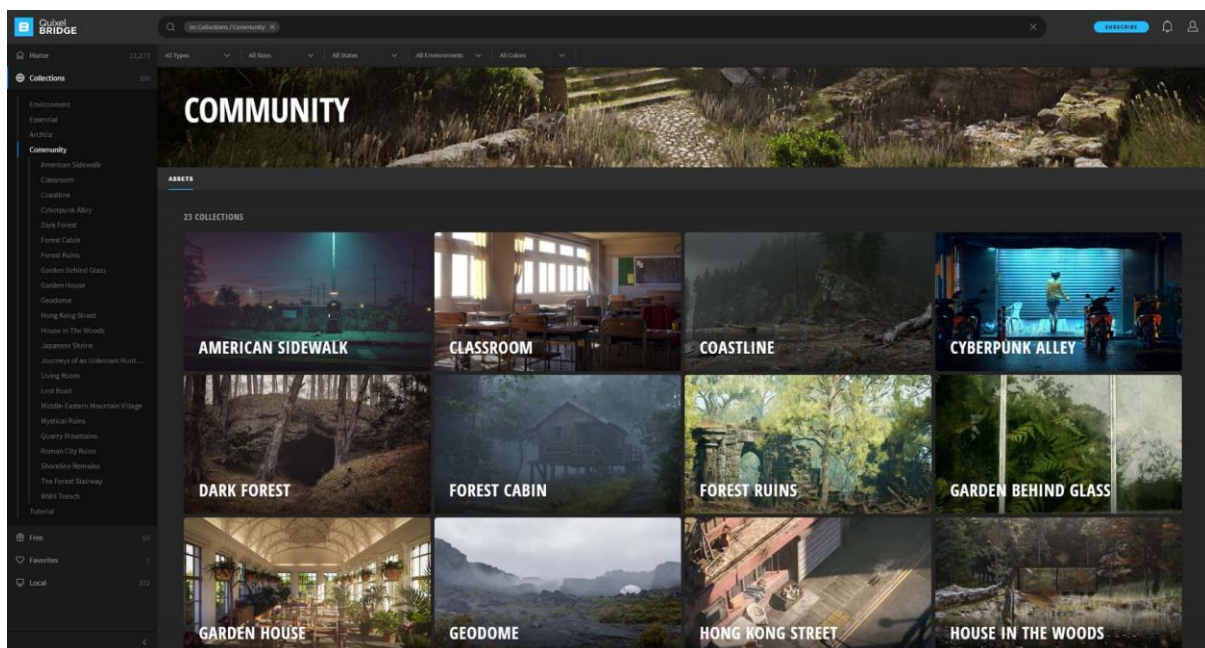 Quixel
BRIDGE
In: Collections / Community ×
SUBSCRIBE
Home 13,273
Collections
Environment
Essential
Archviz
Community
American Sidewalk
Classroom
Coastline
Cyberpunk Alley
Dark Forest
Forest Cabin
Forest Ruins
Garden Behind Glass
Garden House
Geodome
Hong Kong Street
House In The Woods
Japanese Shrine
Journeys of an Unknown Hunt...
Living Room
Lost Road
Middle-Eastern Mountain Village
Mystical Ruins
Quarry Mountains
Roman City Ruins
Shoreline Remains
The Forest Stairway
WWII Trench
Tutorial
Free 50
Favorites 1
Local 372
All Types
All Sizes
All States
All Environments
All Colors
COMMUNITY
ASSETS
23 COLLECTIONS
AMERICAN SIDEWALK
CLASSROOM
COASTLINE
CYBERPUNK ALLEY
DARK FOREST
FOREST CABIN
FOREST RUINS
GARDEN BEHIND GLASS
GARDEN HOUSE
GEODOME
HONG KONG STREET
HOUSE IN THE WOODS